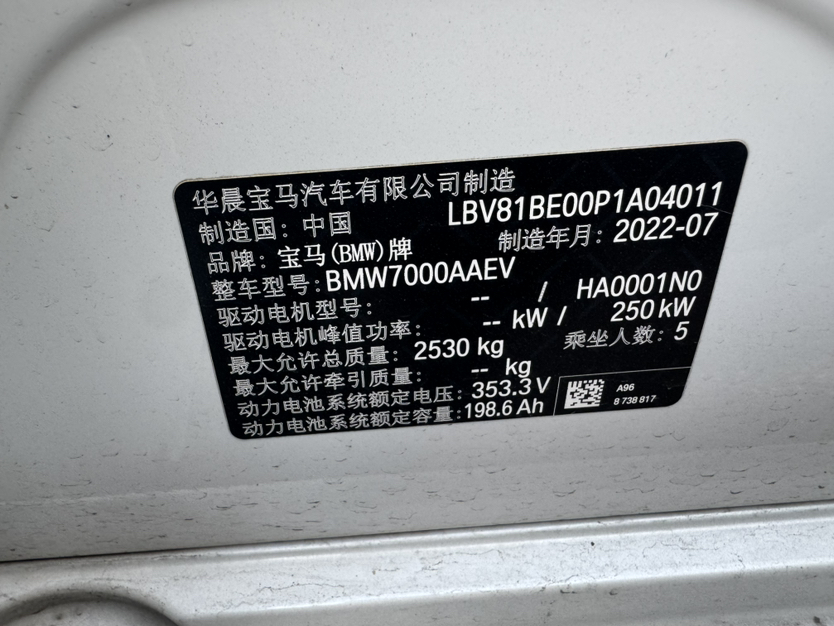 华晨宝马汽车有限公司制造
制造国: 中国 LBV81BE00P1A04011
品牌: 宝马(BMW)牌 制造年月: 2022-07
整车型号: BMW7000AAEV
驱动电机型号: -- / HA0001N0
驱动电机峰值功率: -- kW / 250 kW
最大允许总质量: 2530 kg 乘坐人数: 5
最大允许牵引质量: -- kg
动力电池系统额定电压: 353.3 V A96
动力电池系统额定容量: 198.6 Ah 8 738 817